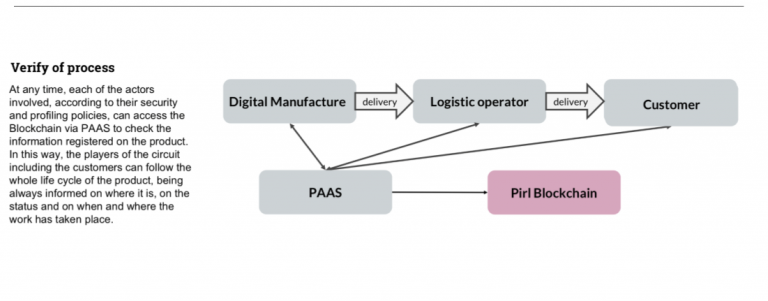 Verify of process
At any time, each of the actors
involved, according to their security
and profiling policies, can access the
Blockchain via PAAS to check the
information registered on the product.
In this way, the players of the circuit
including the customers can follow the
whole life cycle of the product, being
always informed on where it is, on the
status and on when and where the
work has taken place.
Digital Manufacture
delivery
Logistic operator
delivery
Customer
PAAS
Pirl Blockchain